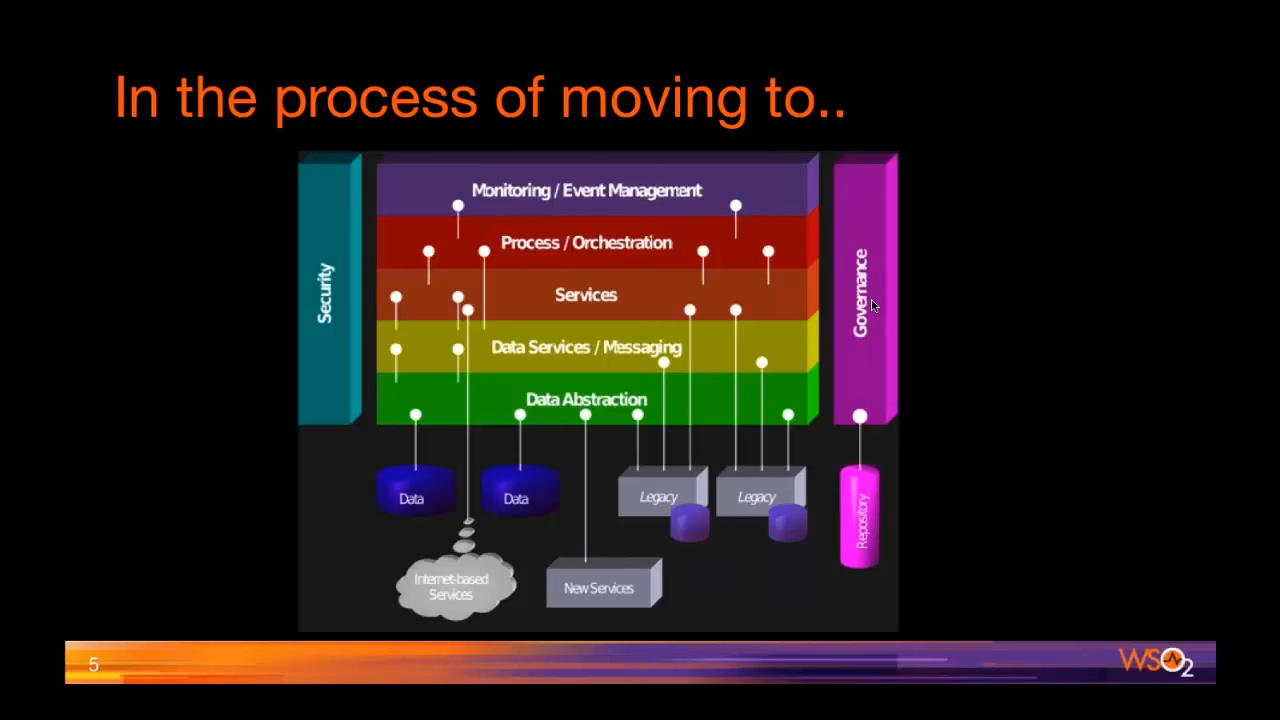 In the process of moving to..
Security
Monitoring / Event Management
Process / Orchestration
Services
Data Services / Messaging
Data Abstraction
Governance
Data
Data
Legacy
Legacy
Repository
Internet-based
Services
New Services
5
WSO2